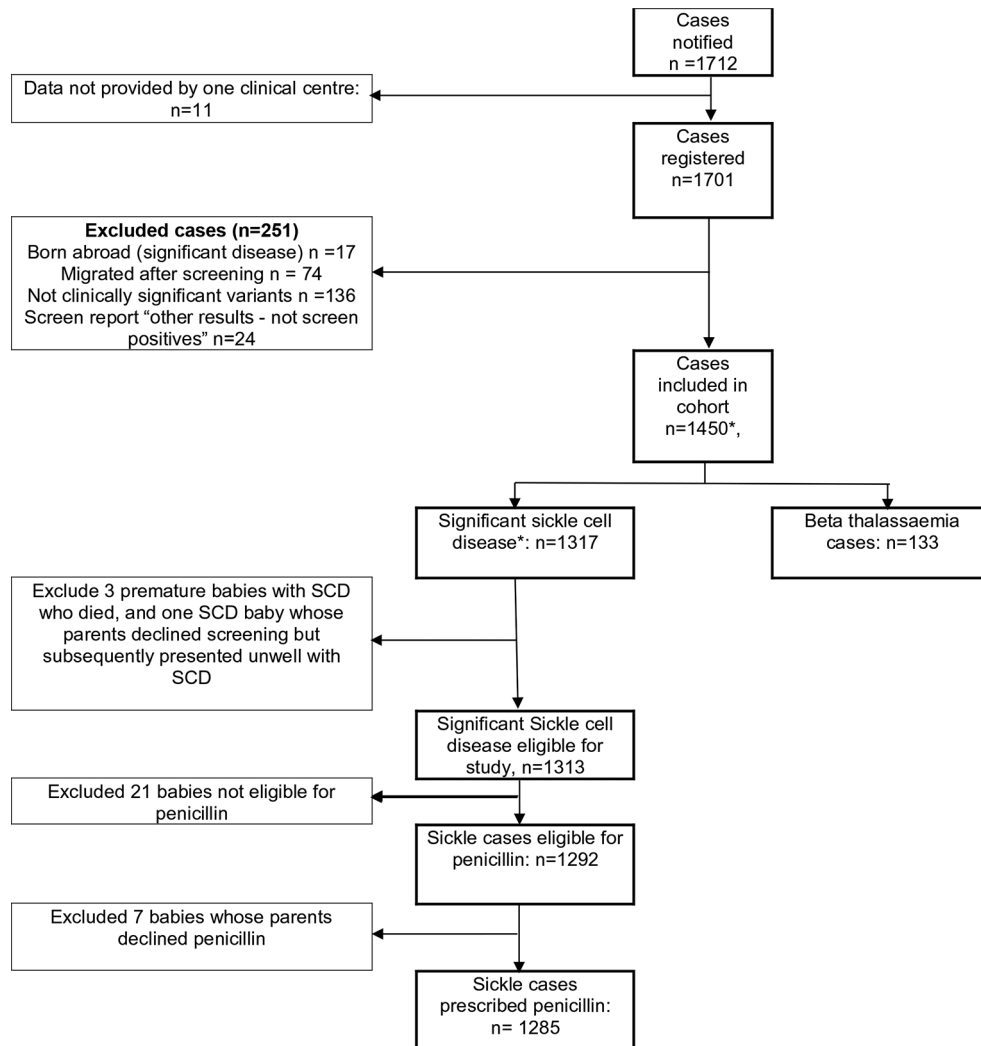 Cases
notified
n =1712
Data not provided by one clinical centre:
n=11
Cases
registered
n=1701
Excluded cases (n=251)
Born abroad (significant disease) n =17
Migrated after screening n = 74
Not clinically significant variants n =136
Screen report “other results - not screen
positives” n=24
Cases
included in
cohort
n=1450*,
Significant sickle cell
disease*: n=1317
Beta thalassaemia
cases: n=133
Exclude 3 premature babies with SCD
who died, and one SCD baby whose
parents declined screening but
subsequently presented unwell with
SCD
Significant Sickle cell
disease eligible for
study, n=1313
Excluded 21 babies not eligible for
penicillin
Sickle cases eligible for
penicillin: n=1292
Excluded 7 babies whose parents
declined penicillin
Sickle cases
prescribed penicillin:
n= 1285